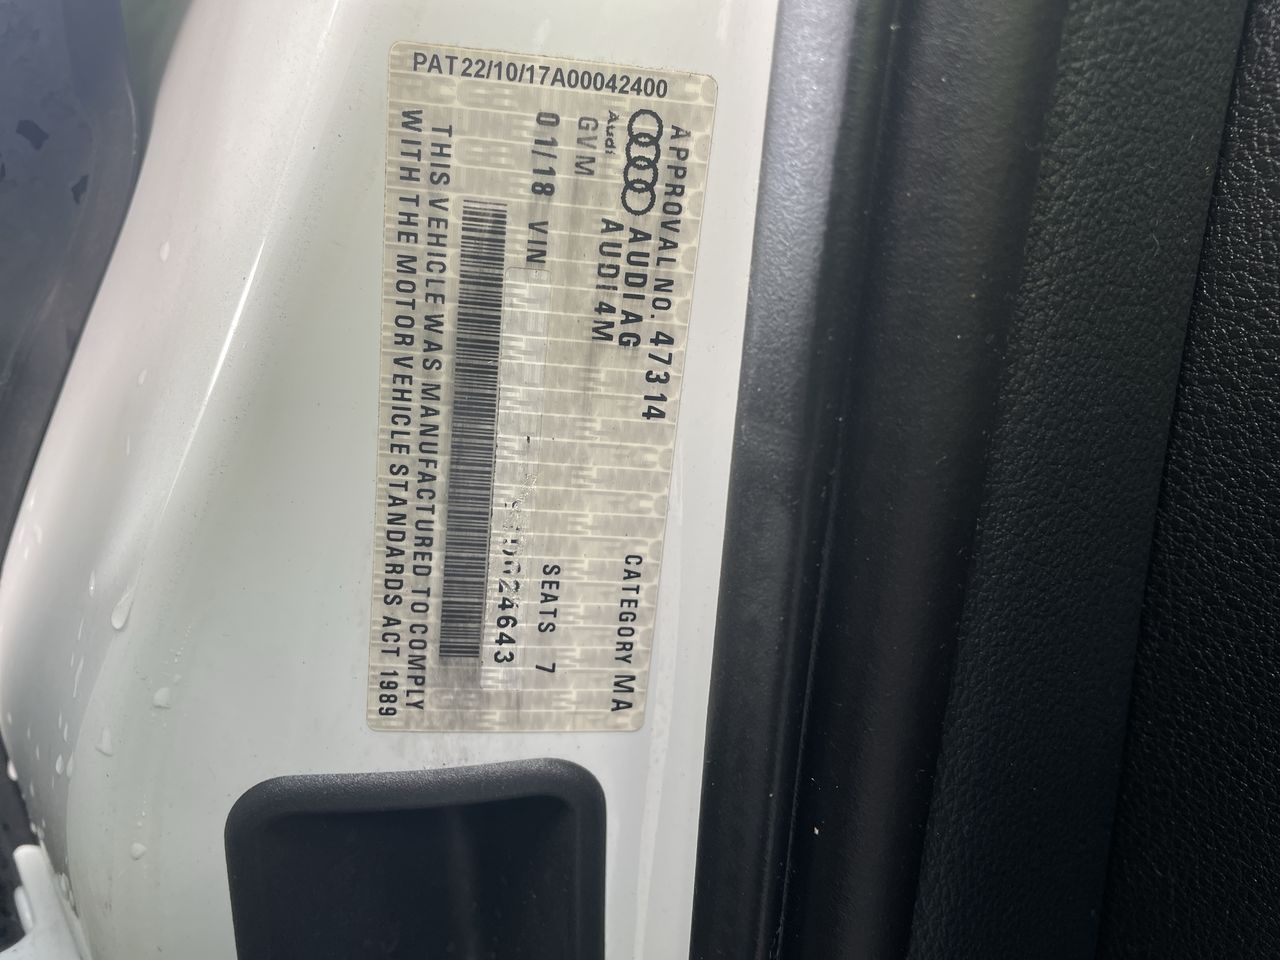 PAT22/10/17A00042400
APPROVAL NO. 47314
CATEGORY MA
AUDI AG
Audi
AUDI 4M
GVM
01/18 VIN
SEATS 7
24643
THIS VEHICLE WAS MANUFACTURED TO COMPLY
WITH THE MOTOR VEHICLE STANDARDS ACT 1989